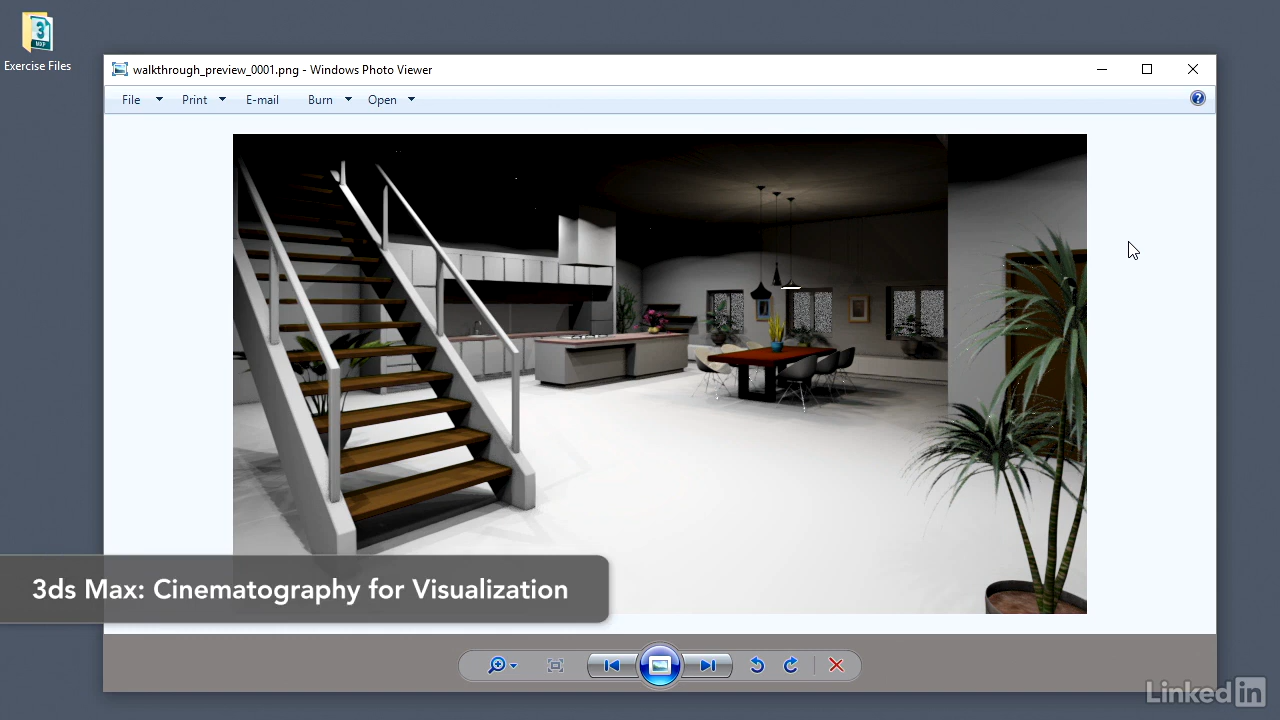 Exercise Files
walkthrough_preview_0001.png - Windows Photo Viewer
File Print E-mail Burn Open
3ds Max: Cinematography for Visualization
LinkedIn